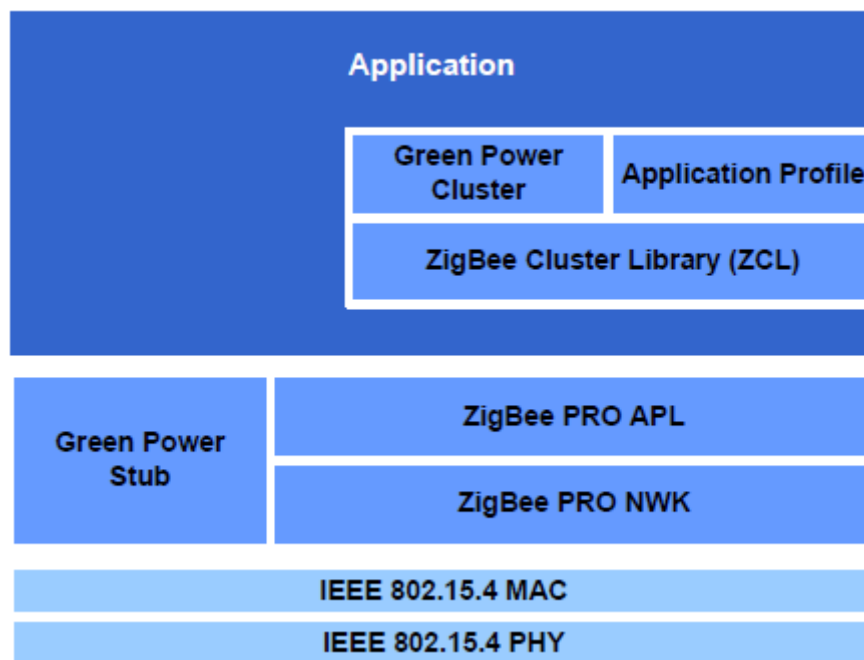 Application
Green Power
Cluster
Application Profile
ZigBee Cluster Library (ZCL)
Green Power
Stub
ZigBee PRO APL
ZigBee PRO NWK
IEEE 802.15.4 MAC
IEEE 802.15.4 PHY